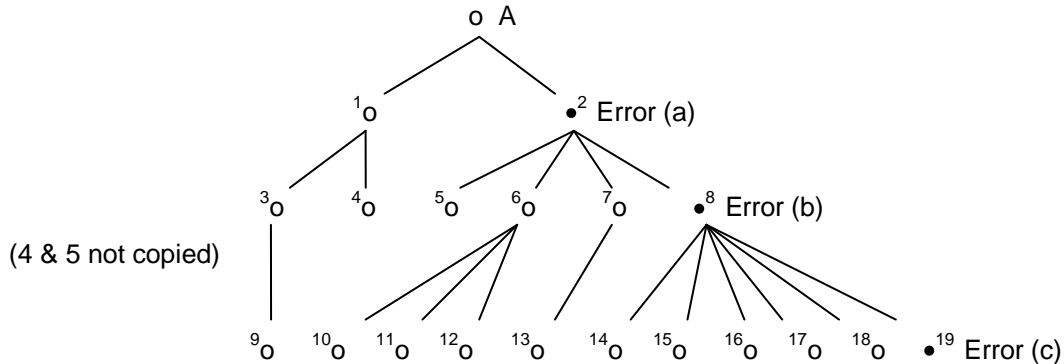 o A
1o •2 Error (a)
3o 4o 5o 6o 7o •8 Error (b)
(4 & 5 not copied)
9o 10o 11o 12o 13o 14o 15o 16o 17o 18o •19 Error (c)